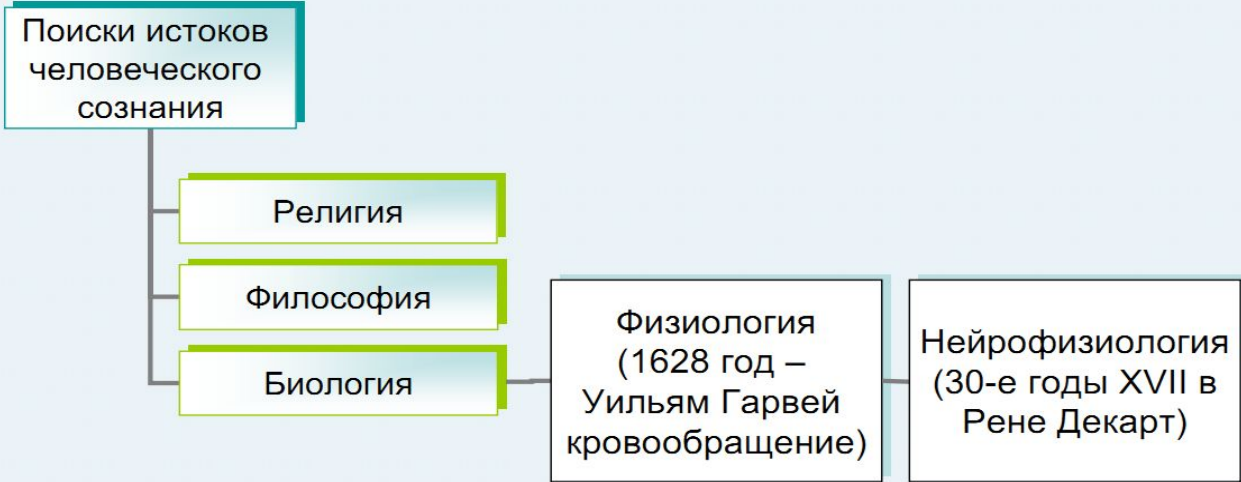 Поиски истоков
человеческого
сознания
Религия
Философия
Биология
Физиология
(1628 год –
Уильям Гарвей
кровообращение)
Нейрофизиология
(30-е годы XVII в
Рене Декарт)